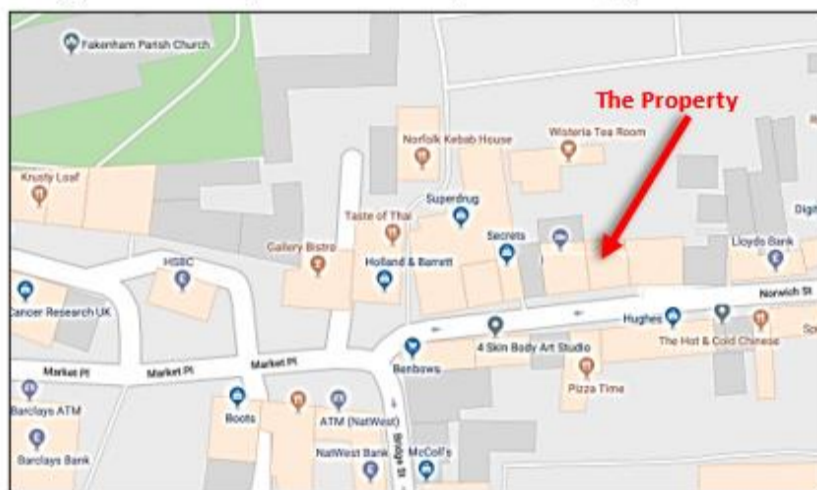 Fakenham Parish Church
The Property
Norfolk Kebab House
Wisteria Tea Room
Krusty Loaf
Superdrug
Taste of Thai
Secrets
Gallery Bistro
Lloyds Bank
HSBC
Holland & Barrett
Norwich St
Cancer Research UK
Hughes
4 Skin Body Art Studio
The Hot & Cold Chinese
Benbows
Market Pl
Market Pl
Market Pl
Pizza Time
Barclays ATM
Boots
ATM (NatWest)
Bridge St
Barclays Bank
NatWest Bank
McColl's